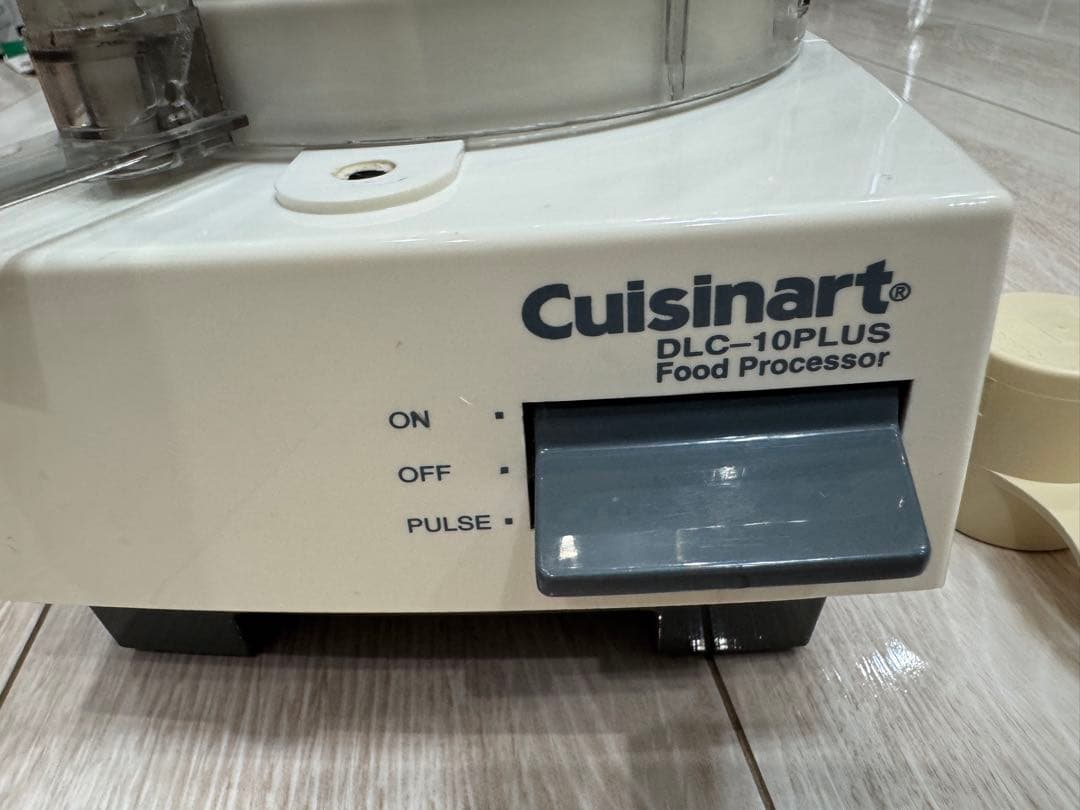 Cuisinart®
DLC–10PLUS
Food Processor
ON
OFF
PULSE